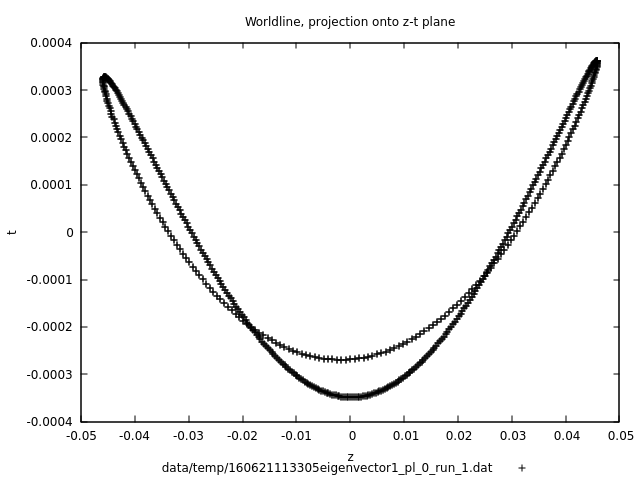 Worldline, projection onto z-t plane
0.0004
0.0003
0.0002
0.0001
0
-0.0001
-0.0002
-0.0003
-0.0004
t
-0.05 -0.04 -0.03 -0.02 -0.01 0 0.01 0.02 0.03 0.04 0.05
z
data/temp/160621113305eigenvector1_pl_0_run_1.dat +